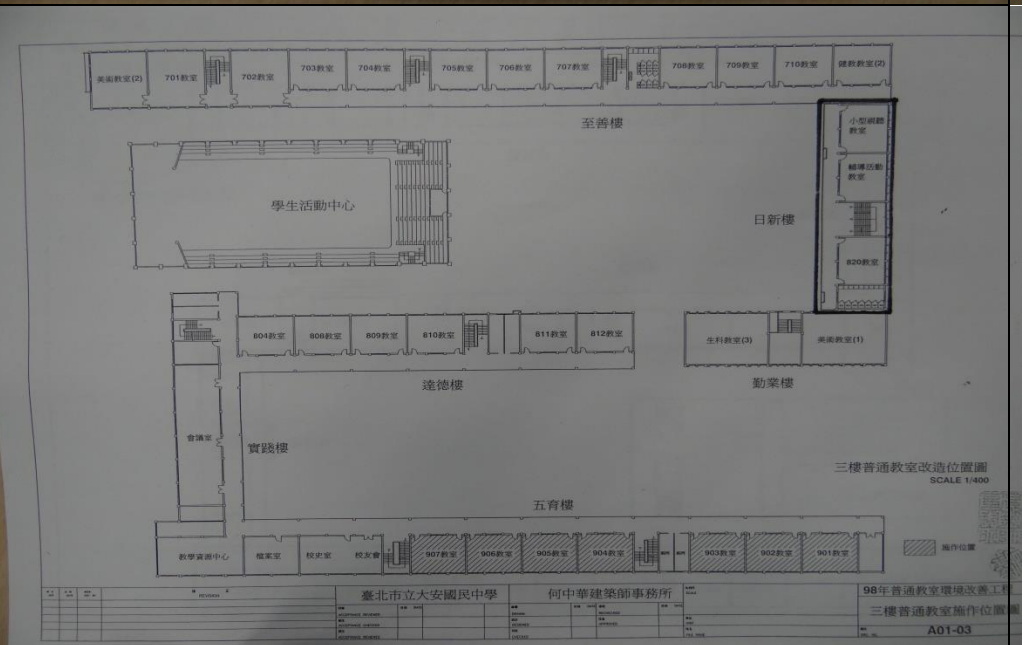 美術教室(2) 701教室 702教室 703教室 704教室 705教室 706教室 707教室 708教室 709教室 710教室 健教教室(2)
至善樓
小型視聽
教室
輔導活動
教室
日新樓
820教室
學生活動中心
804教室 808教室 809教室 810教室 811教室 812教室
達德樓
生科教室(3) 美術教室(1)
勤業樓
會議室
實踐樓
三樓普通教室改造位置圖
SCALE 1/400
五育樓
教學資源中心 檔案室 校史室 校友會 907教室 906教室 905教室 904教室 903教室 902教室 901教室
施作位置
臺北市立大安國民中學
何中華建築師事務所
98年普通教室環境改善工程
三樓普通教室施作位置圖
A01-03
REVISION